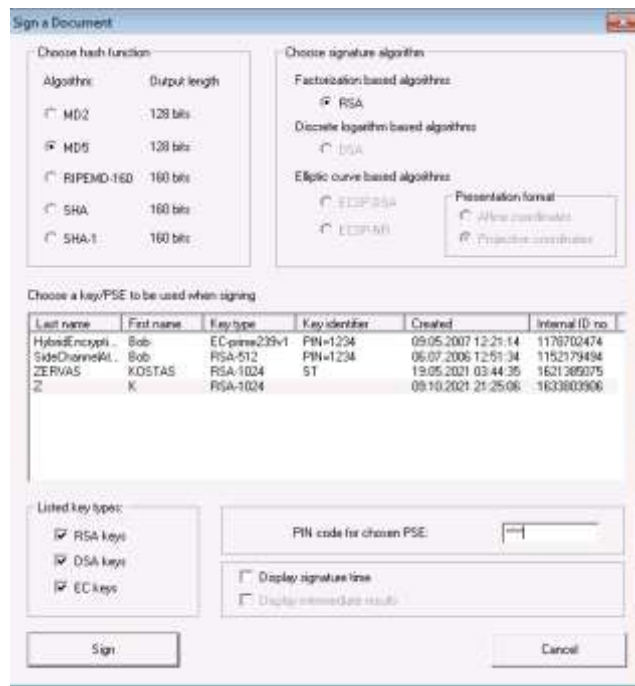 Sign a Document
Choose hash function
Algorithm: Output length
MD2 128 bits
MD5 128 bits
RIPEMD-160 160 bits
SHA 160 bits
SHA-1 160 bits
Choose signature algorithm
Factorization based algorithms
RSA
Discrete logarithm based algorithms
DSA
Elliptic curve based algorithms
ECSP-DSA
ECSP-NR
Presentation format
Affine coordinates
Projective coordinates
Choose a key/PSE to be used when signing
Last name First name Key type Key identifier Created Internal ID no.
HybridEncrypti... Bob EC-prime239v1 PIN=1234 09.05.2007 12:21:14 1178702474
SideChannelAt... Bob RSA-512 PIN=1234 06.07.2006 12:51:34 1152179494
ZERVAS KOSTAS RSA-1024 ST 19.05.2021 03:44:35 1621385075
Z K RSA-1024 09.10.2021 21:25:06 1633803906
Listed key types:
RSA keys
DSA keys
EC keys
PIN code for chosen PSE:
Display signature time
Display intermediate results
Sign
Cancel